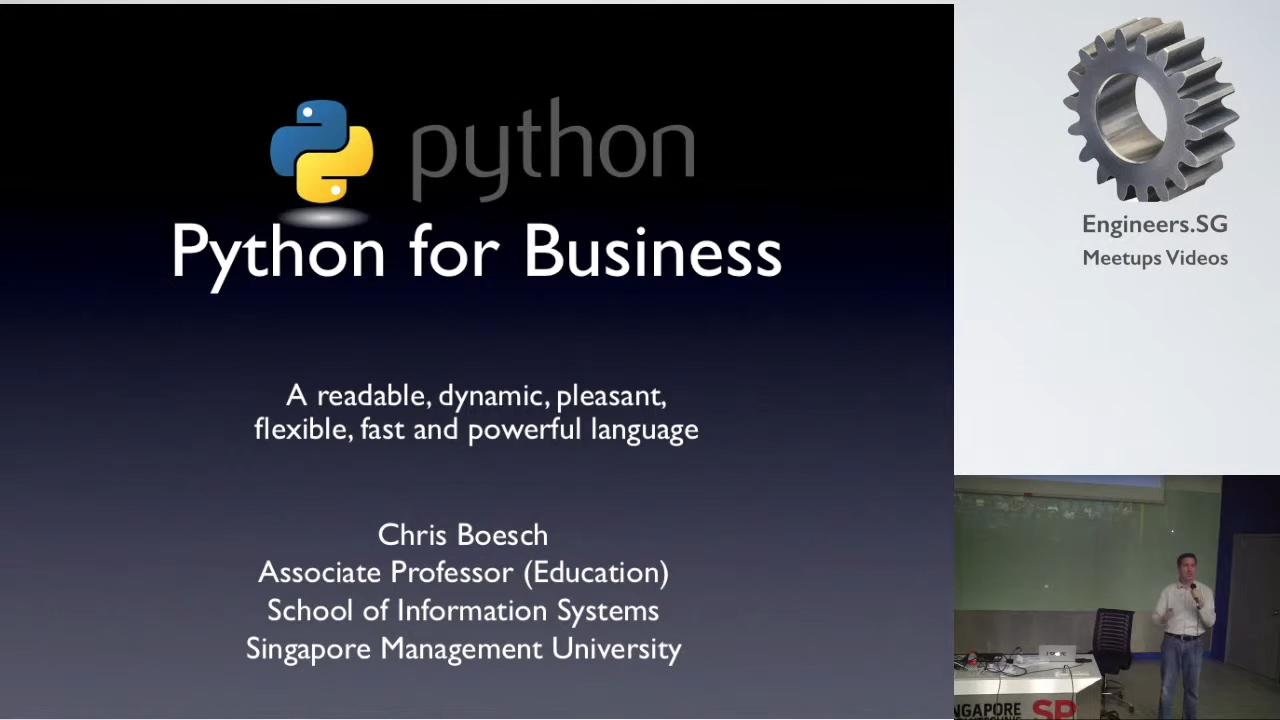 python
Python for Business
A readable, dynamic, pleasant,
flexible, fast and powerful language
Chris Boesch
Associate Professor (Education)
School of Information Systems
Singapore Management University
Engineers.SG
Meetups Videos
SP